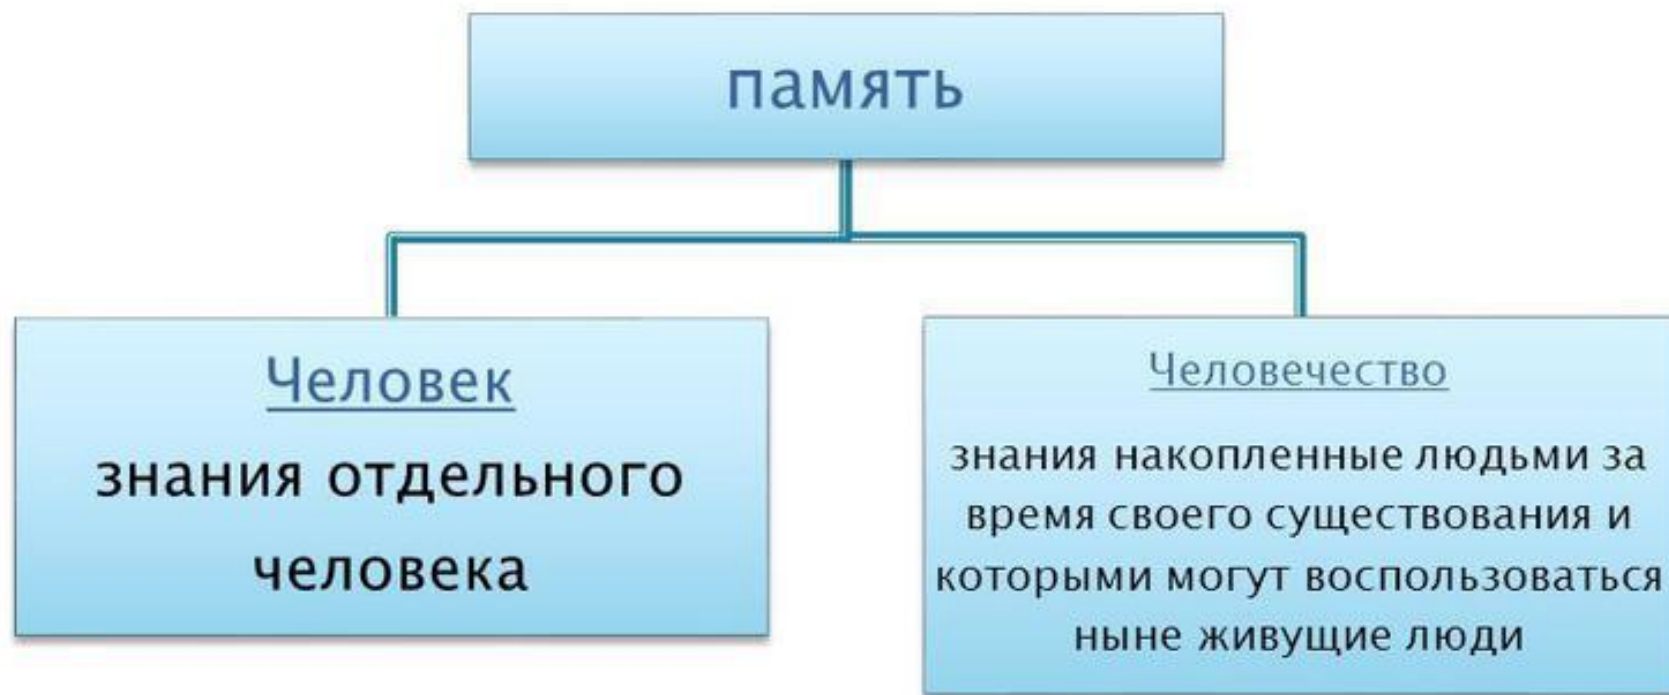 память
Человек
знания отдельного
человека
Человечество
знания накопленные людьми за
время своего существования и
которыми могут воспользоваться
ныне живущие люди